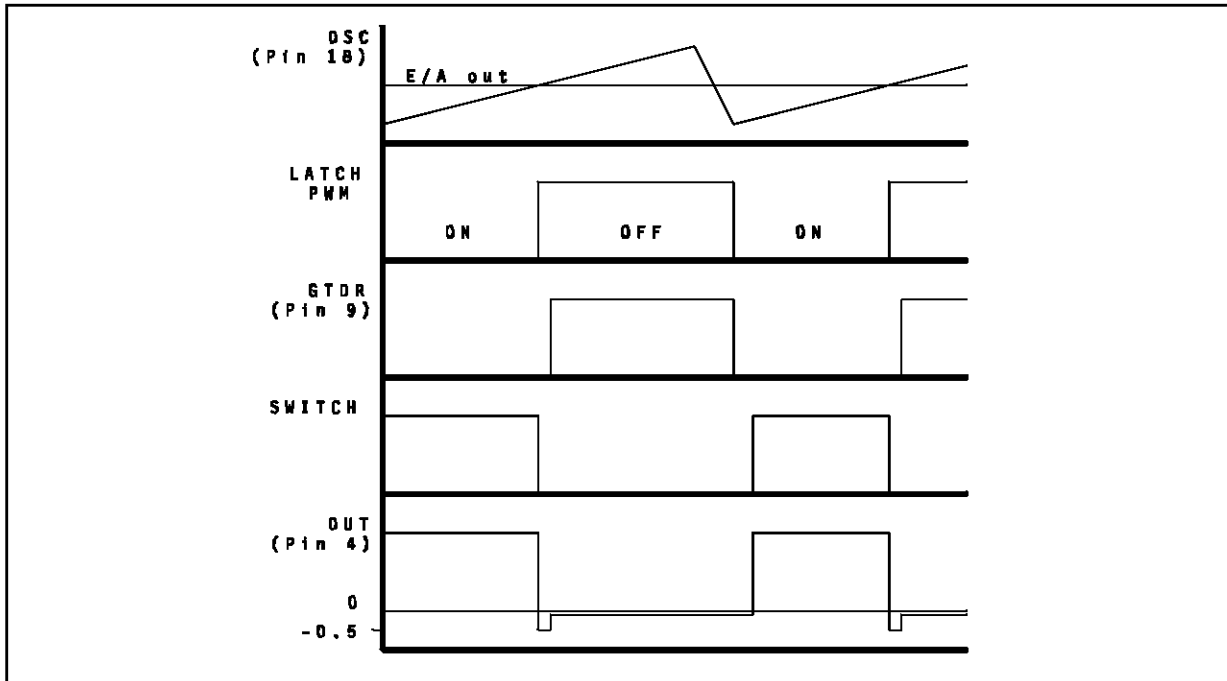 OSC
(Pin 18)
E/A out
LATCH
PWM
ON OFF ON
GTDR
(Pin 9)
SWITCH
OUT
(Pin 4)
0
-0.5